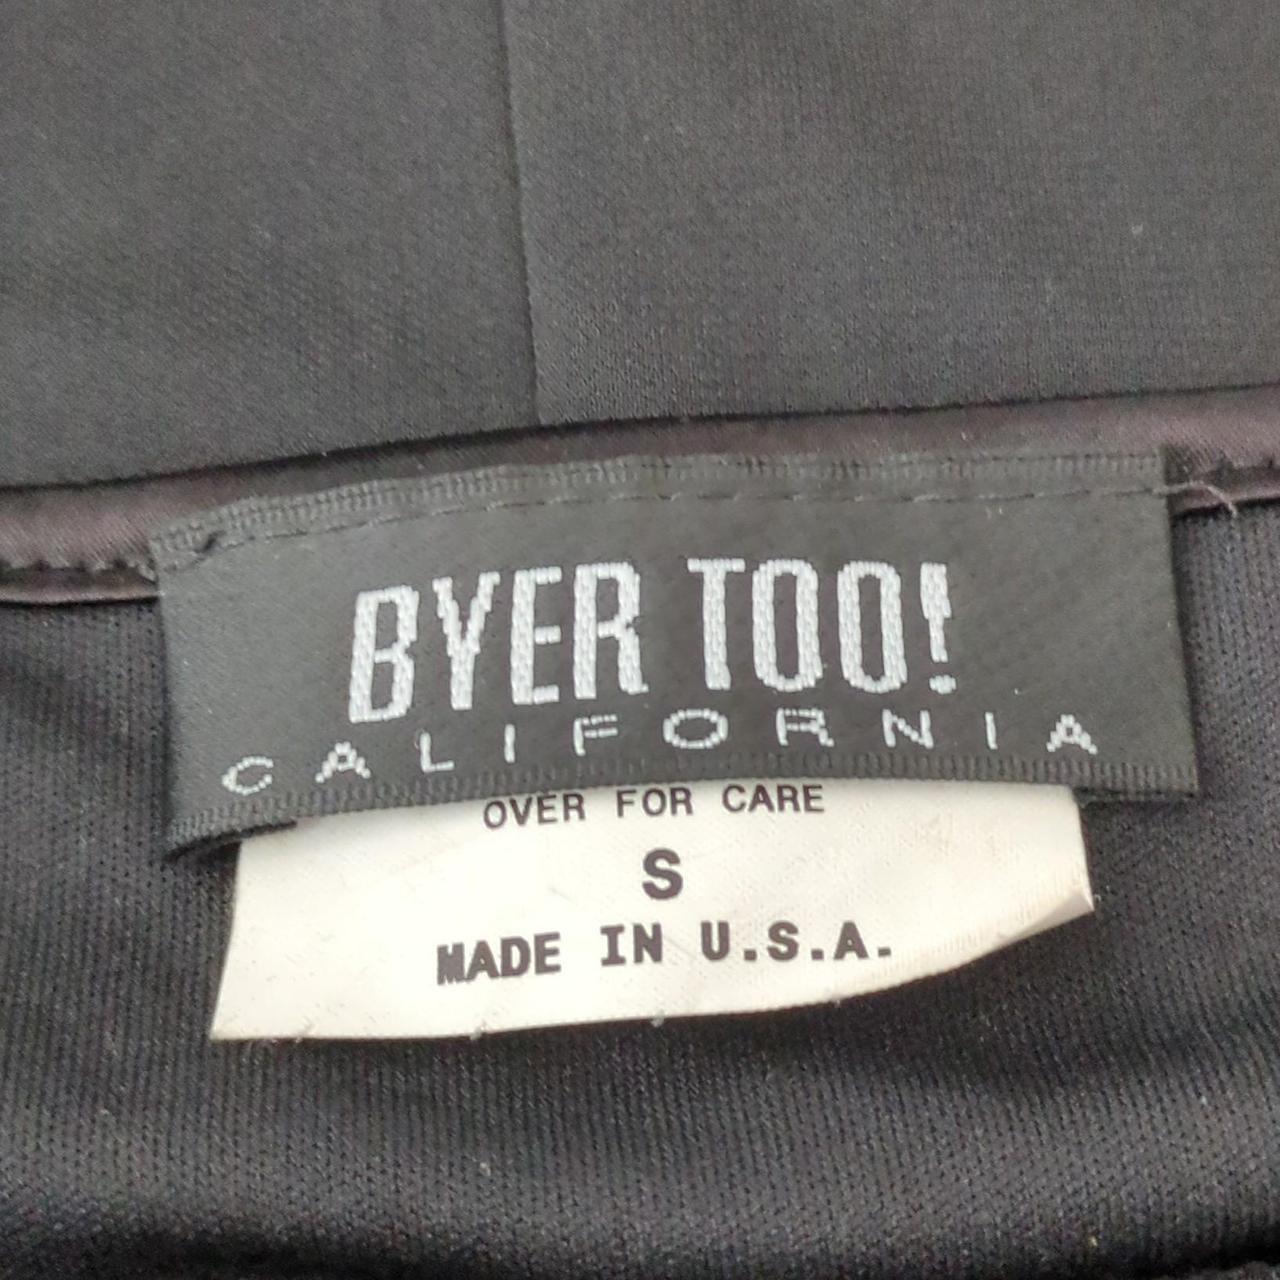 BYER TOO!
CALIFORNIA
OVER FOR CARE
S
MADE IN U.S.A.